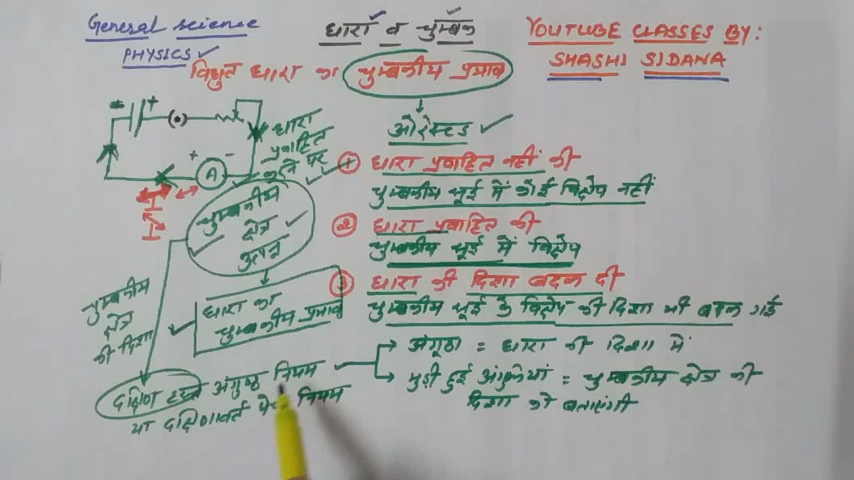 General science
PHYSICS
धारा व चुम्बक
YOUTUBE CLASSES BY:
SHASHI SIDANA
विधुत धारा का चुम्बकीय प्रभाव
ओरेस्टेड
+
A
+ -
I
I
धारा
प्रवाहित
करने पर
चुम्बकीय
क्षेत्र
उत्पन्न
धारा का
चुम्बकीय प्रभाव
चुम्बकीय
क्षेत्र
की दिशा
① धारा प्रवाहित नहीं की
चुम्बकीय सूई में कोई विक्षेप नहीं
② धारा प्रवाहित की
चुम्बकीय सूई में विक्षेप
③ धारा की दिशा बदल दी
चुम्बकीय सूई के विक्षेप की दिशा भी बदल गई
दक्षिण हस्त अंगुष्ठ नियम
या दक्षिणावर्त नियम
अंगूठा = धारा की दिशा में
मुड़ी हुई अंगुलियां = चुम्बकीय क्षेत्र की
दिशा को बताएंगी